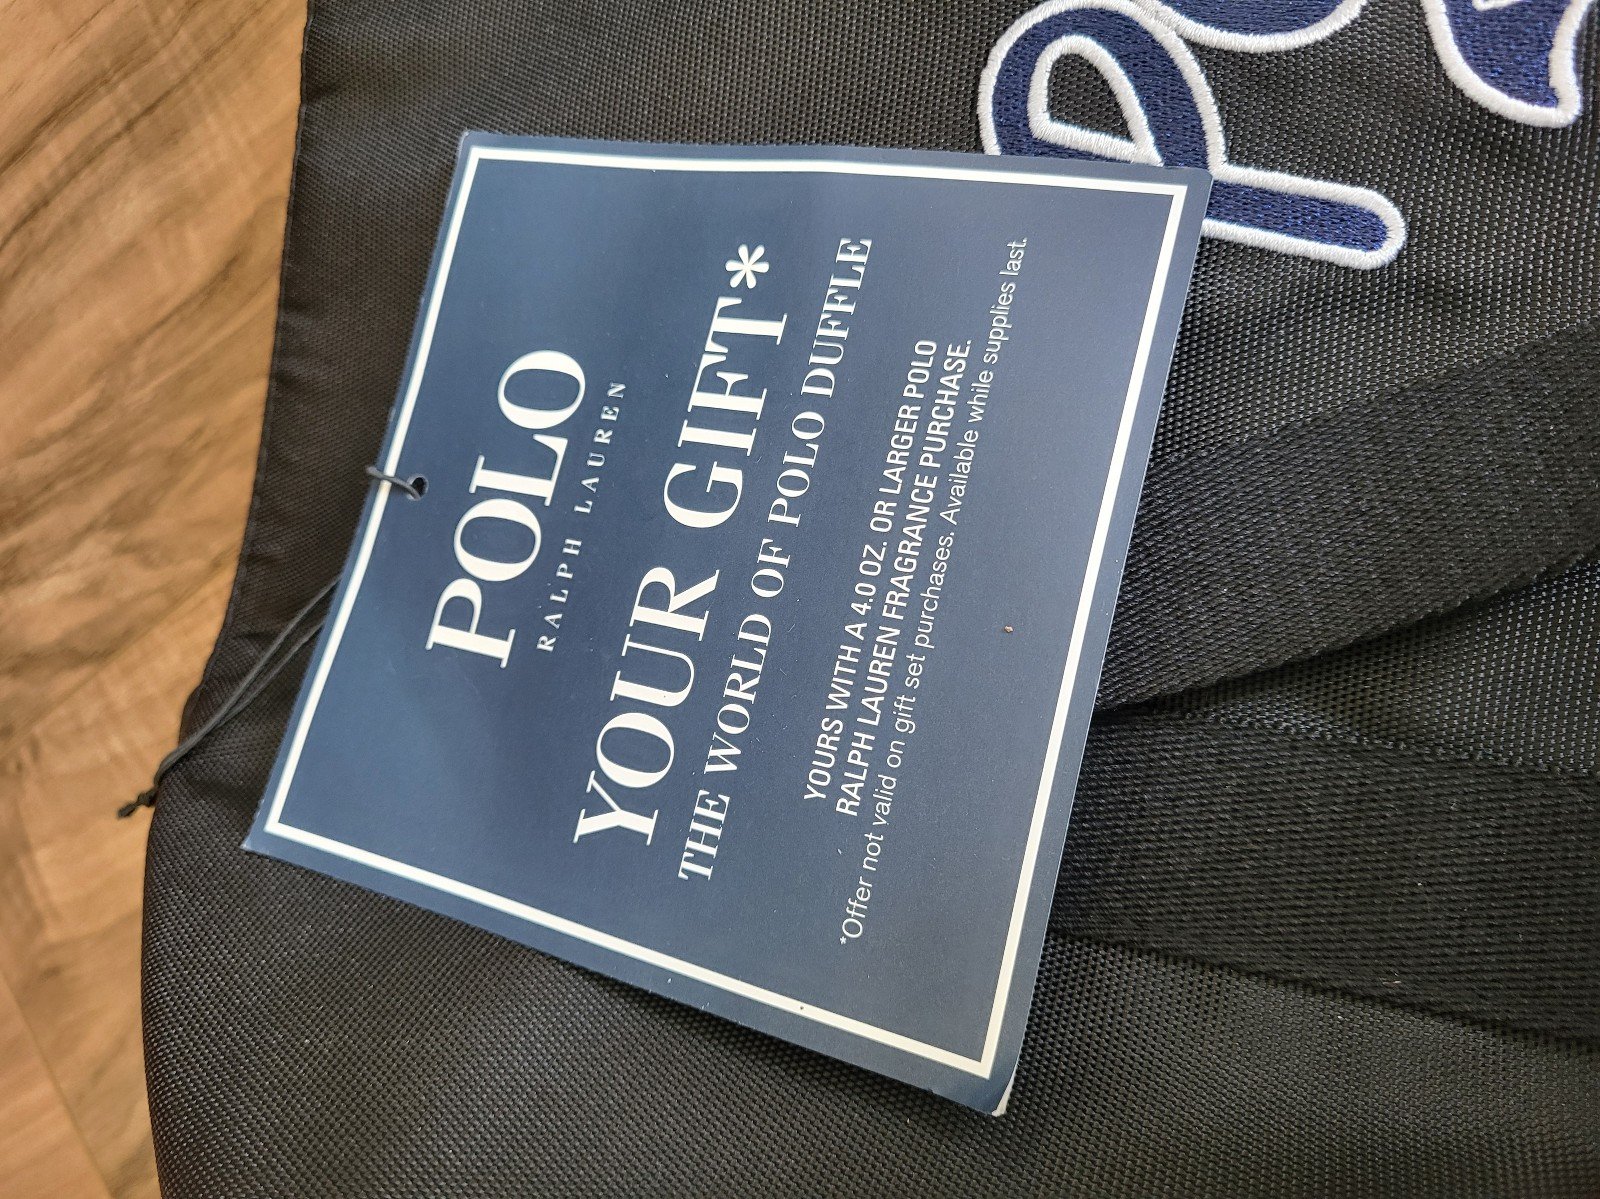 POLO
RALPH LAUREN
YOUR GIFT*
THE WORLD OF POLO DUFFLE
YOURS WITH A 4.0 OZ. OR LARGER POLO
RALPH LAUREN FRAGRANCE PURCHASE.
*Offer not valid on gift set purchases. Available while supplies last.
P